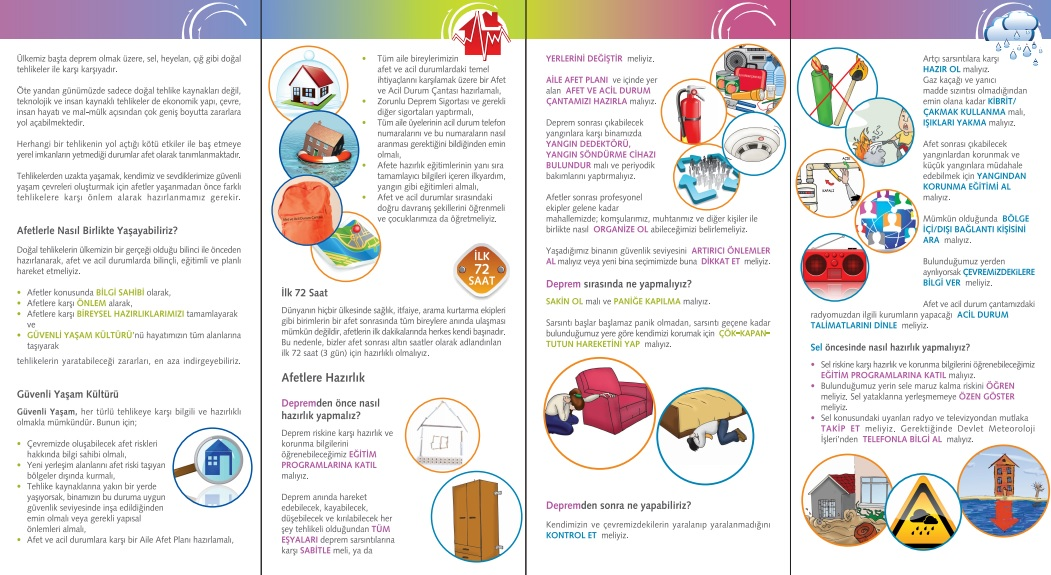 Ülkemiz başta deprem olmak üzere, sel, heyelan, çığ gibi doğal
tehlikeler ile karşı karşıyadır.
Öte yandan günümüzde sadece doğal tehlike kaynakları değil,
teknolojik ve insan kaynaklı tehlikeler de ekonomik yapı, çevre,
insan hayatı ve mal-mülk açısından çok geniş boyutta zararlara
yol açabilmektedir.
Herhangi bir tehlikenin yol açtığı kötü etkiler ile baş etmeye
yerel imkanların yetmediği durumlar afet olarak tanımlanmaktadır.
Tehlikelerden uzakta yaşamak, kendimiz ve sevdiklerimize güvenli
yaşam çevreleri oluşturmak için afetler yaşanmadan önce farklı
tehlikelere karşı önlem alarak hazırlanmamız gerekir.
Afetlerle Nasıl Birlikte Yaşayabiliriz?
Doğal tehlikelerin ülkemizin bir gerçeği olduğu bilinci ile önceden
hazırlanarak, afet ve acil durumlarda bilinçli, eğitimli ve planlı
hareket etmeliyiz.
• Afetler konusunda BİLGİ SAHİBİ olarak,
• Afetlere karşı ÖNLEM alarak,
• Afetlere karşı BİREYSEL HAZIRLIKLARIMIZI tamamlayarak
ve
• GÜVENLİ YAŞAM KÜLTÜRÜ'nü hayatımızın tüm alanlarına
taşıyarak
tehlikelerin yaratabileceği zararları, en aza indirgeyebiliriz.
Güvenli Yaşam Kültürü
Güvenli Yaşam, her türlü tehlikeye karşı bilgili ve hazırlıklı
olmakla mümkündür. Bunun için;
• Çevremizde oluşabilecek afet riskleri
hakkında bilgi sahibi olmalı,
• Yeni yerleşim alanlarını afet riski taşıyan
bölgeler dışında kurmalı,
• Tehlike kaynaklarına yakın bir yerde
yaşıyorsak, binamızın bu duruma uygun
güvenlik seviyesinde inşa edildiğinden
emin olmalı veya gerekli yapısal
önlemleri almalı,
• Afet ve acil durumlara karşı bir Aile Afet Planı hazırlamalı,
• Tüm aile bireylerimizin
afet ve acil durumlardaki temel
ihtiyaçlarını karşılamak üzere bir Afet
ve Acil Durum Çantası hazırlamalı,
• Zorunlu Deprem Sigortası ve gerekli
diğer sigortaları yaptırmalı,
• Tüm aile üyelerinin acil durum telefon
numaralarını ve bu numaraların nasıl
aranması gerektiğini bildiğinden emin
olmalı,
• Afete hazırlık eğitimlerinin yanı sıra
tamamlayıcı bilgileri içeren ilkyardım,
yangın gibi eğitimleri almalı,
• Afet ve acil durumlar sırasındaki
doğru davranış şekillerini öğrenmeli
ve çocuklarımıza da öğretmeliyiz.
İLK
72
SAAT
İlk 72 Saat
Dünyanın hiçbir ülkesinde sağlık, itfaiye, arama kurtarma ekipleri
gibi birimlerin bir afet sonrasında tüm bireylere anında ulaşması
mümkün değildir, afetlerin ilk dakikalarında herkes kendi başınadır.
Bu nedenle, bizler afet sonrası altın saatler olarak adlandırılan
ilk 72 saat (3 gün) için hazırlıklı olmalıyız.
Afetlere Hazırlık
Depremden önce nasıl
hazırlık yapmalıyız?
Deprem riskine karşı hazırlık ve
korunma bilgilerini
öğrenebileceğimiz EĞİTİM
PROGRAMLARINA KATIL
malıyız.
Deprem anında hareket
edebilecek, kayabilecek,
düşebilecek ve kırılabilecek her
şey tehlikeli olduğundan TÜM
EŞYALARI deprem sarsıntılarına
karşı SABİTLE meli, ya da
YERLERİNİ DEĞİŞTİR meliyiz.
AİLE AFET PLANI ve içinde yer
alan AFET VE ACİL DURUM
ÇANTAMIZI HAZIRLA malıyız.
Deprem sonrası çıkabilecek
yangınlara karşı binamızda
YANGIN DEDEKTÖRÜ,
YANGIN SÖNDÜRME CİHAZI
BULUNDUR malı ve periyodik
bakımlarını yaptırmalıyız.
Afetler sonrası profesyonel
ekipler gelene kadar
mahallemizde; komşularımız, muhtarımız ve diğer kişiler ile
birlikte nasıl ORGANİZE OL abileceğimizi belirlemeliyiz.
Yaşadığımız binanın güvenlik seviyesini ARTIRICI ÖNLEMLER
AL malıyız veya yeni bina seçimimizde buna DİKKAT ET meliyiz.
Deprem sırasında ne yapmalıyız?
SAKİN OL malı ve PANİĞE KAPILMA malıyız.
Sarsıntı başlar başlamaz panik olmadan, sarsıntı geçene kadar
bulunduğumuz yere göre kendimizi korumak için ÇÖK-KAPAN-
TUTUN HAREKETİNİ YAP malıyız.
Depremden sonra ne yapabiliriz?
Kendimizin ve çevremizdekilerin yaralanıp yaralanmadığını
KONTROL ET meliyiz.
Artçı sarsıntılara karşı
HAZIR OL malıyız.
Gaz kaçağı ve yanıcı
madde sızıntısı olmadığından
emin olana kadar KİBRİT/
ÇAKMAK KULLANMA malı,
IŞIKLARI YAKMA malıyız.
AÇIK
KAPALI
Afet sonrası çıkabilecek
yangınlardan korunmak ve
küçük yangınlara müdahale
edebilmek için YANGINDAN
KORUNMA EĞİTİMİ AL
malıyız.
Mümkün olduğunda BÖLGE
İÇİ/DIŞI BAĞLANTI KİŞİSİNİ
ARA malıyız.
Bulunduğumuz yerden
ayrılıyorsak ÇEVREMİZDEKİLERE
BİLGİ VER meliyiz.
Afet ve acil durum çantamızdaki
radyomuzdan ilgili kurumların yapacağı ACİL DURUM
TALİMATLARINI DİNLE meliyiz.
Sel öncesinde nasıl hazırlık yapmalıyız?
• Sel riskine karşı hazırlık ve korunma bilgilerini öğrenebileceğimiz
EĞİTİM PROGRAMLARINA KATIL malıyız.
• Bulunduğumuz yerin sele maruz kalma riskini ÖĞREN
meliyiz. Sel yataklarına yerleşmemeye ÖZEN GÖSTER
meliyiz.
• Sel konusundaki uyarıları radyo ve televizyondan mutlaka
TAKİP ET meliyiz. Gerektiğinde Devlet Meteoroloji
İşleri'nden TELEFONLA BİLGİ AL malıyız.